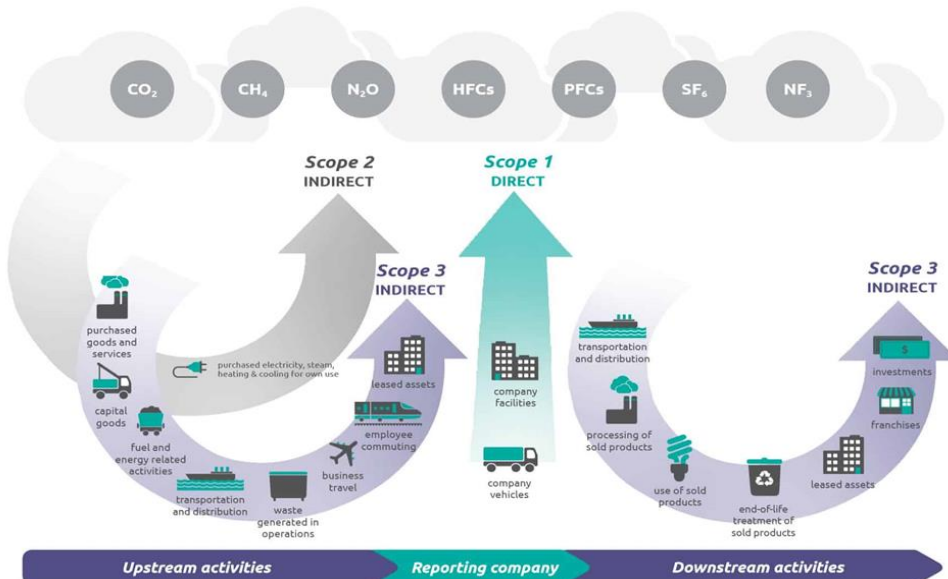 CO₂
CH₄
N₂O
HFCs
PFCs
SF₆
NF₃
Scope 2
INDIRECT
Scope 1
DIRECT
Scope 3
INDIRECT
Scope 3
INDIRECT
purchased
goods and
services
capital
goods
fuel and
energy related
activities
purchased electricity, steam,
heating & cooling for own use
transportation
and distribution
waste
generated in
operations
business
travel
employee
commuting
leased assets
company
facilities
company
vehicles
transportation
and distribution
processing of
sold products
use of sold
products
end-of-life
treatment of
sold products
leased assets
franchises
$
investments
Upstream activities
Reporting company
Downstream activities